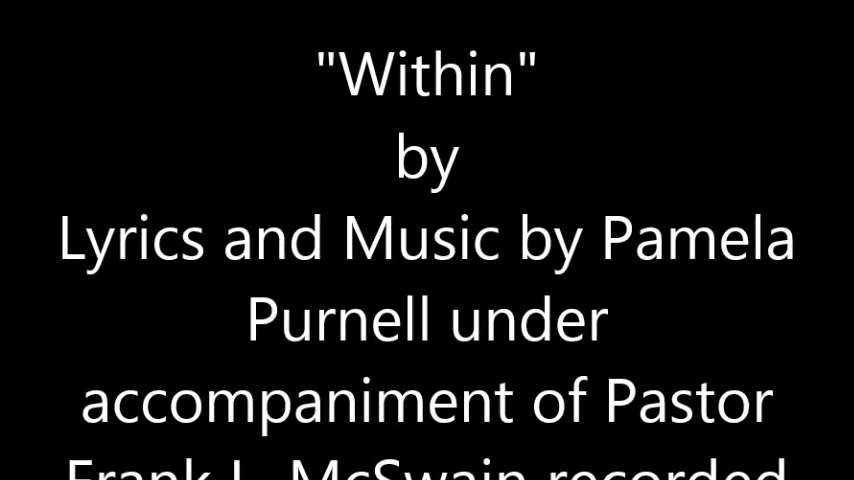 "Within"
by
Lyrics and Music by Pamela
Purnell under
accompaniment of Pastor
Frank L. McSwain recorded